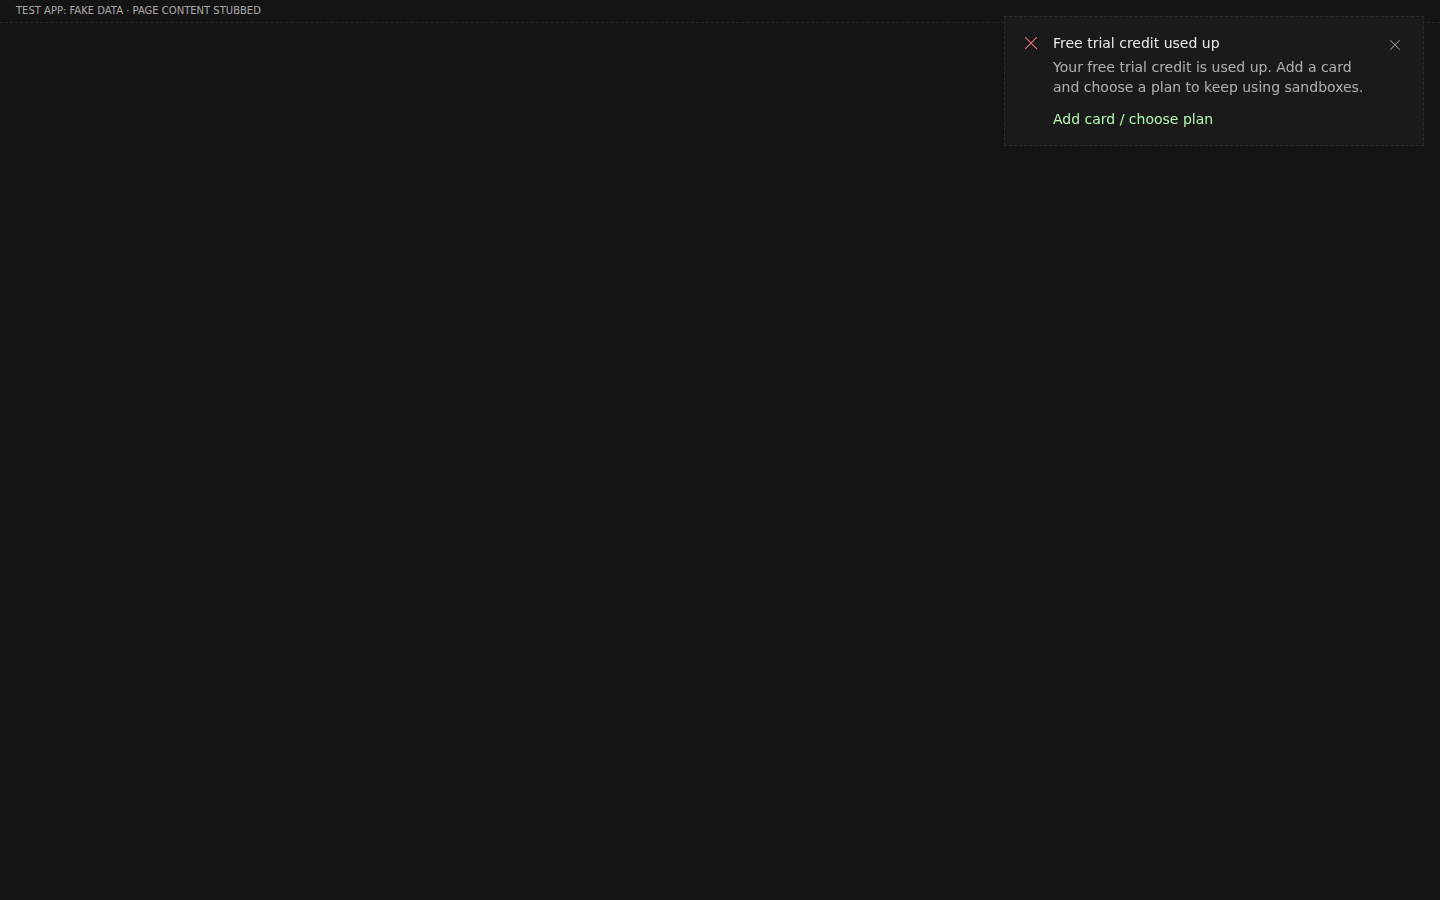 TEST APP: FAKE DATA · PAGE CONTENT STUBBED
Free trial credit used up
Your free trial credit is used up. Add a card
and choose a plan to keep using sandboxes.
Add card / choose plan